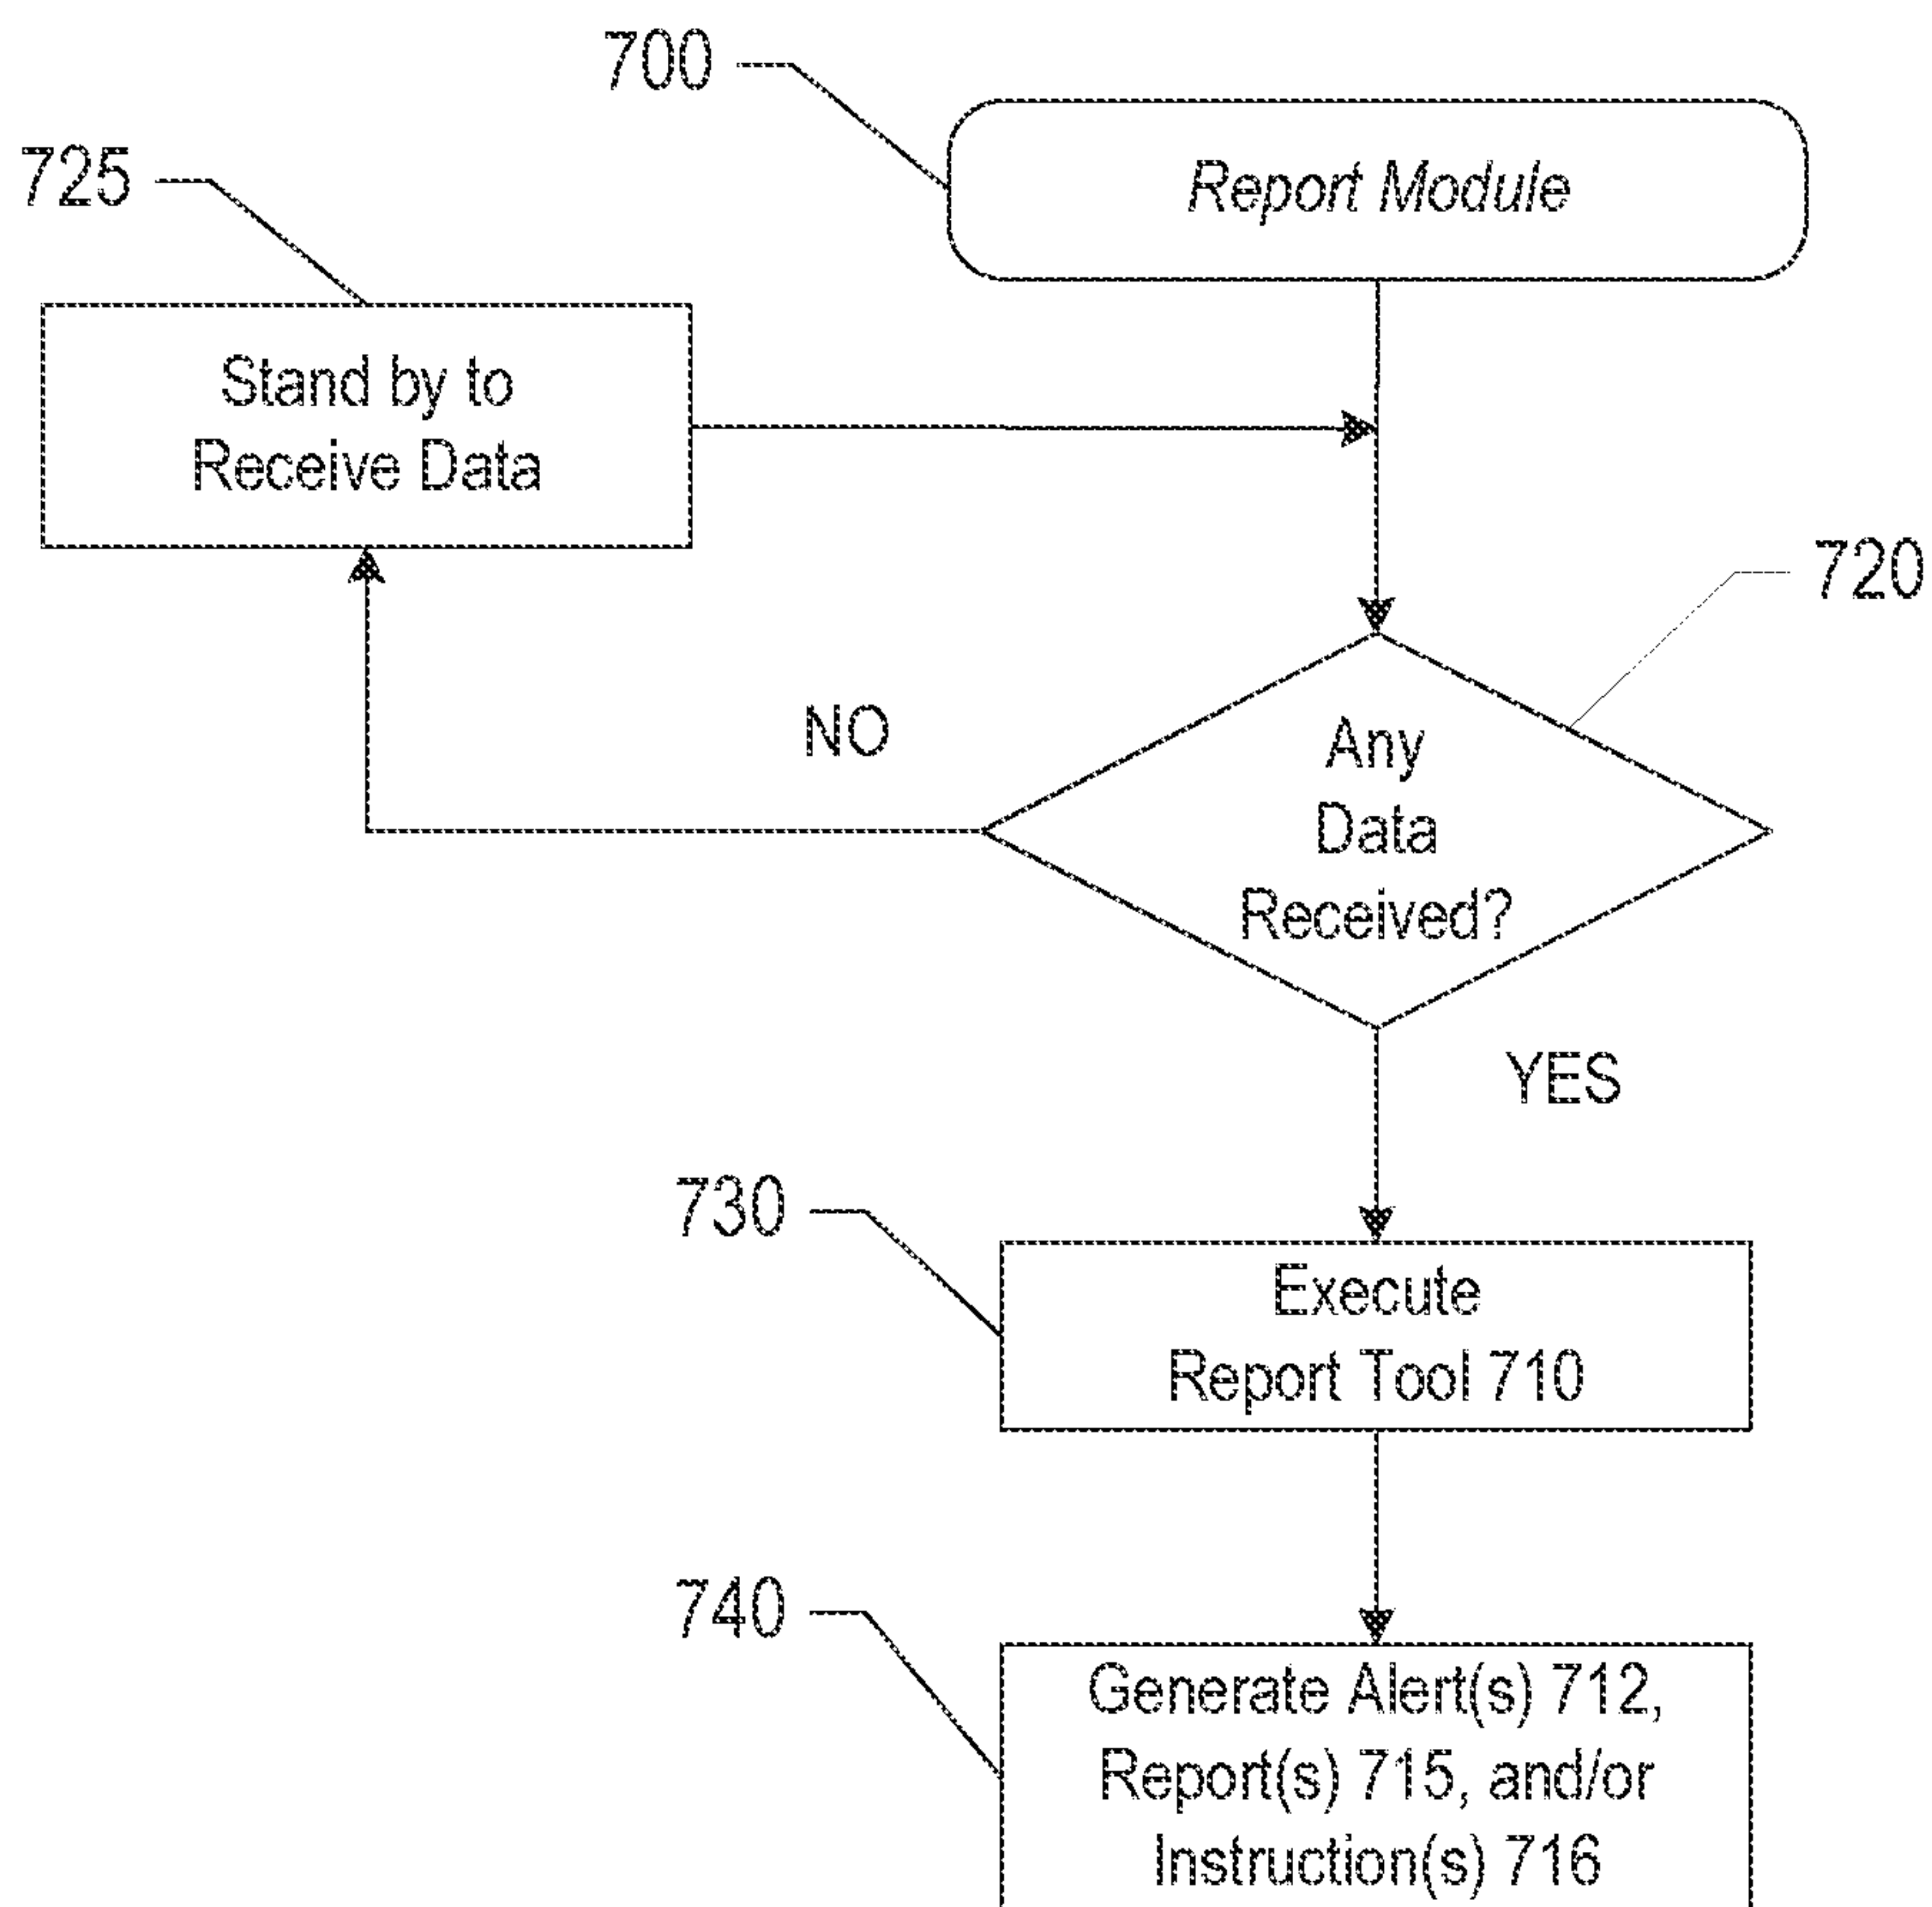 700
Report Module
725
Stand by to
Receive Data
720
NO
Any
Data
Received?
YES
730
Execute
Report Tool 710
740
Generate Alert(s) 712,
Report(s) 715, and/or
Instruction(s) 716